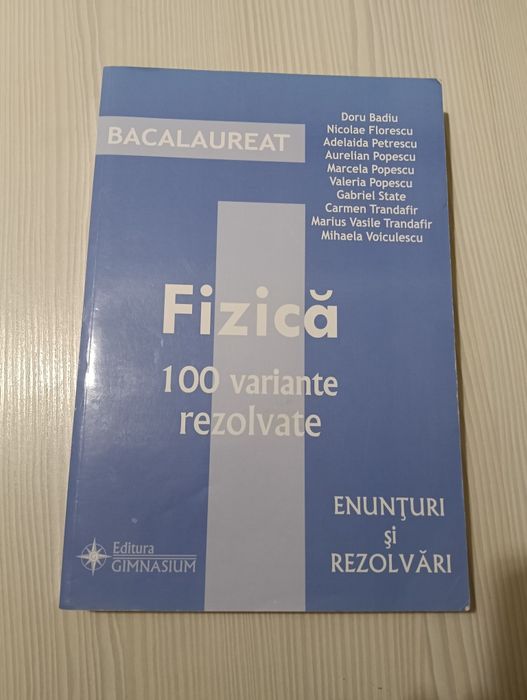 BACALAUREAT
Doru Badiu
Nicolae Florescu
Adelaida Petrescu
Aurelian Popescu
Marcela Popescu
Valeria Popescu
Gabriel State
Carmen Trandafir
Marius Vasile Trandafir
Mihaela Voiculescu
Fizică
100 variante
rezolvate
ENUNŢURI
şi
REZOLVĂRI
Editura
GIMNASIUM